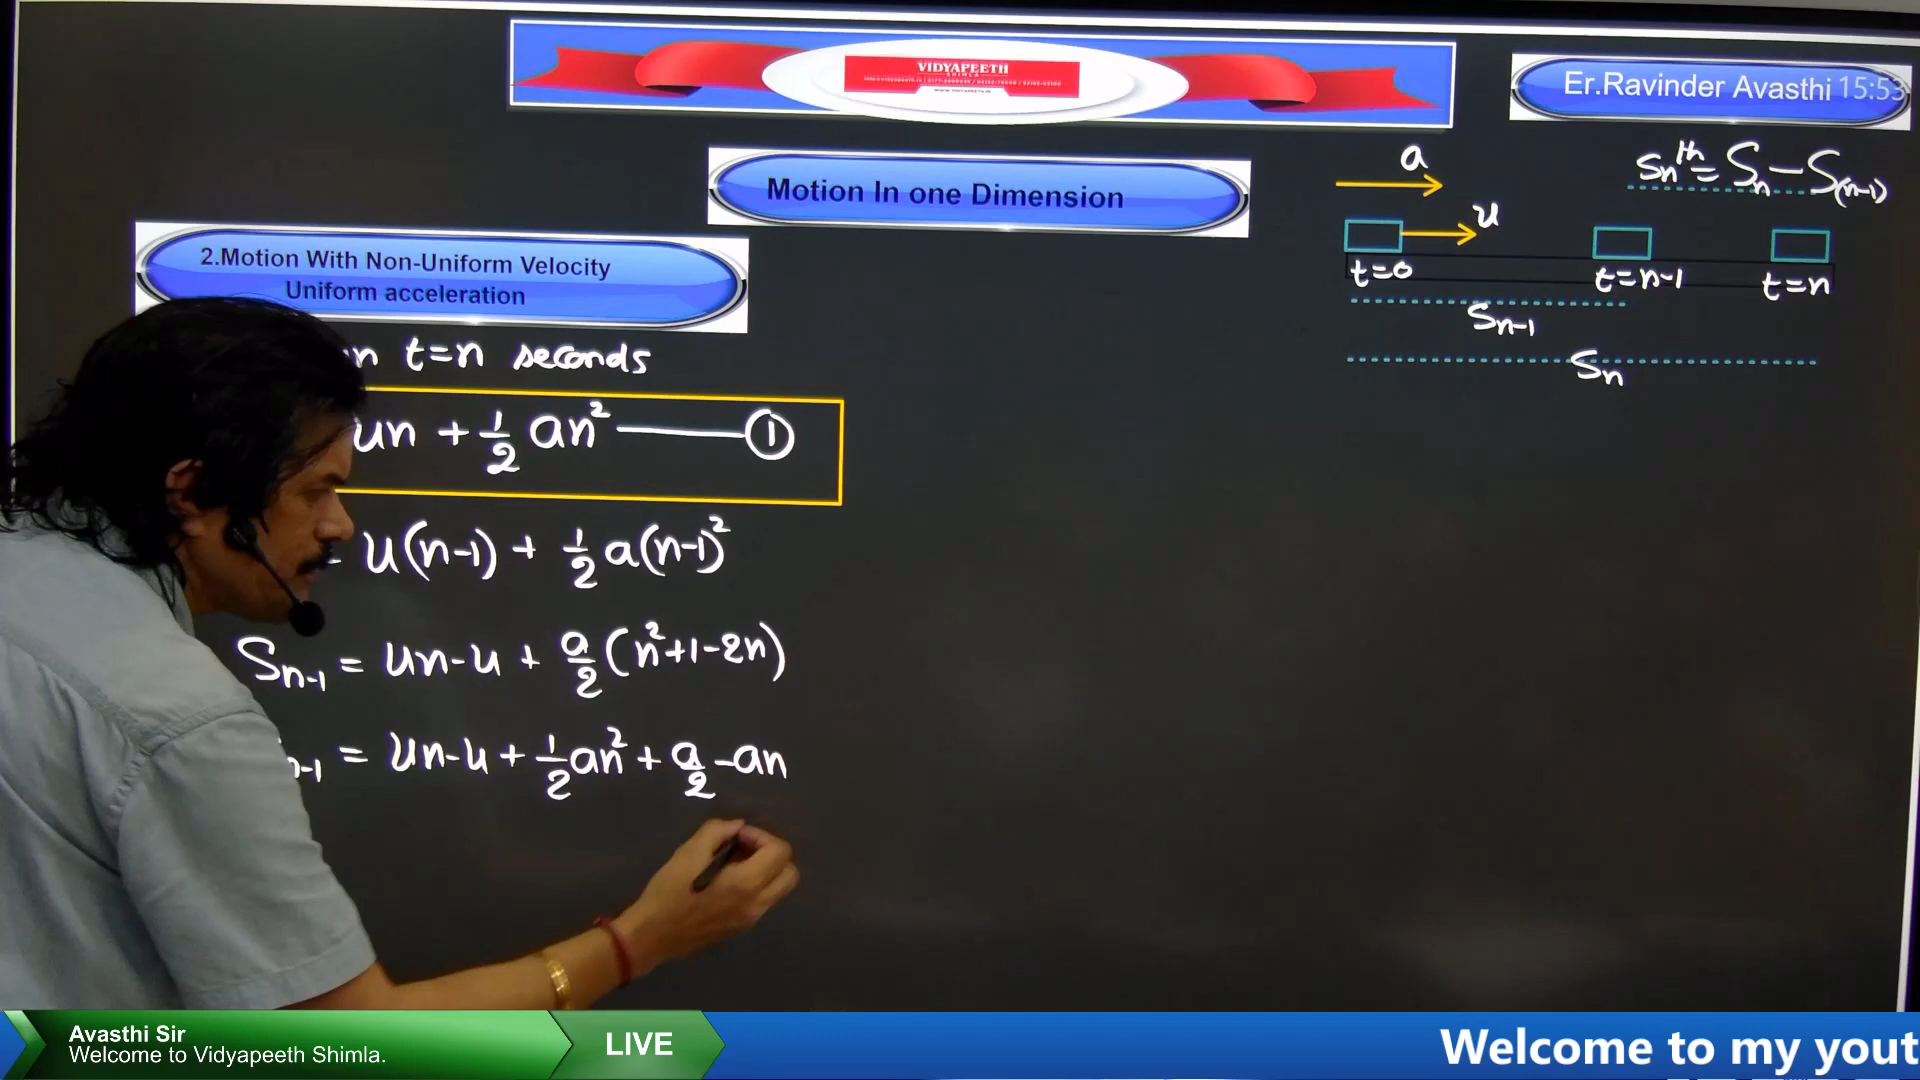 VIDYAPEETH
SHIMLA
Er.Ravinder Avasthi 15:53
Motion In one Dimension
2.Motion With Non-Uniform Velocity
Uniform acceleration
a
Snth = Sn - S(n-1)
u
t=0
t=n-1
t=n
Sn-1
Sn
n t=n seconds
un + 1/2 an² ——— ①
= u(n-1) + 1/2 a(n-1)²
Sn-1 = un-u + a/2 (n²+1-2n)
n-1 = un-u + 1/2 an² + a/2 - an
Avasthi Sir
Welcome to Vidyapeeth Shimla.
LIVE
Welcome to my yout